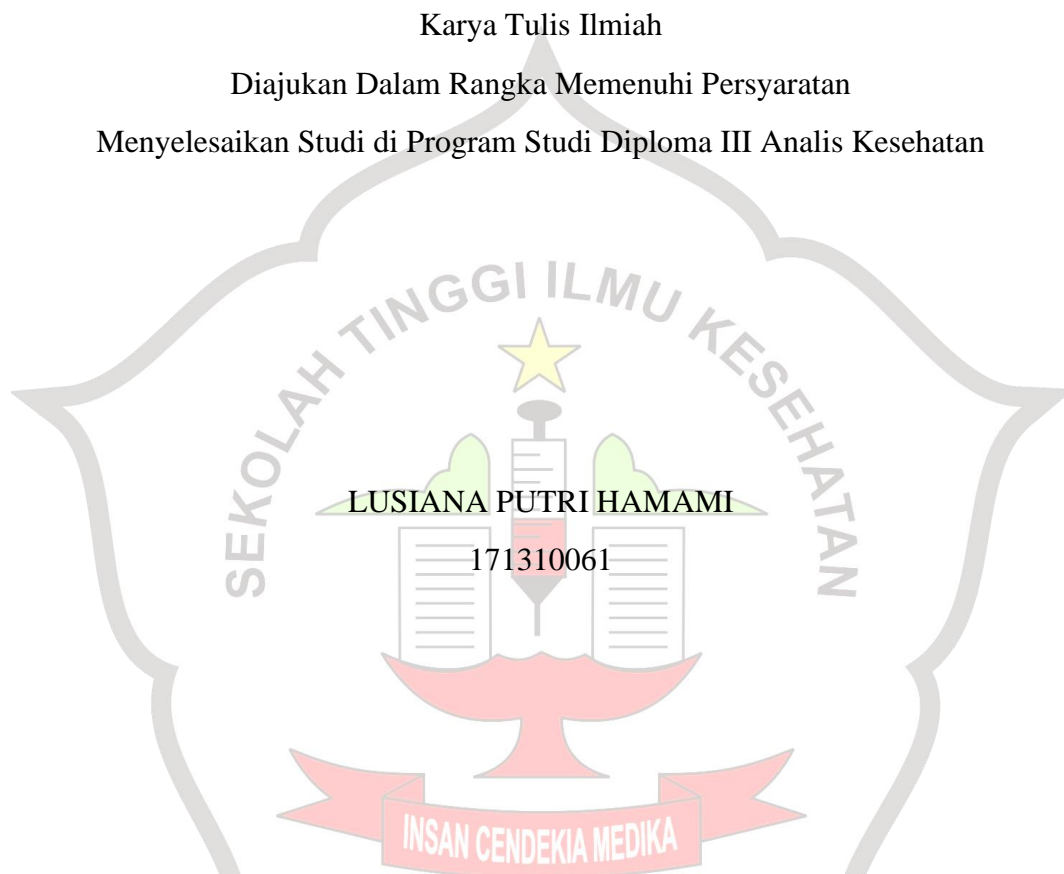 Karya Tulis Ilmiah
Diajukan Dalam Rangka Memenuhi Persyaratan
Menyelesaikan Studi di Program Studi Diploma III Analis Kesehatan
SEKOLAH TINGGI ILMU KESEHATAN
LUSIANA PUTRI HAMAMI
171310061
INSAN CENDEKIA MEDIKA